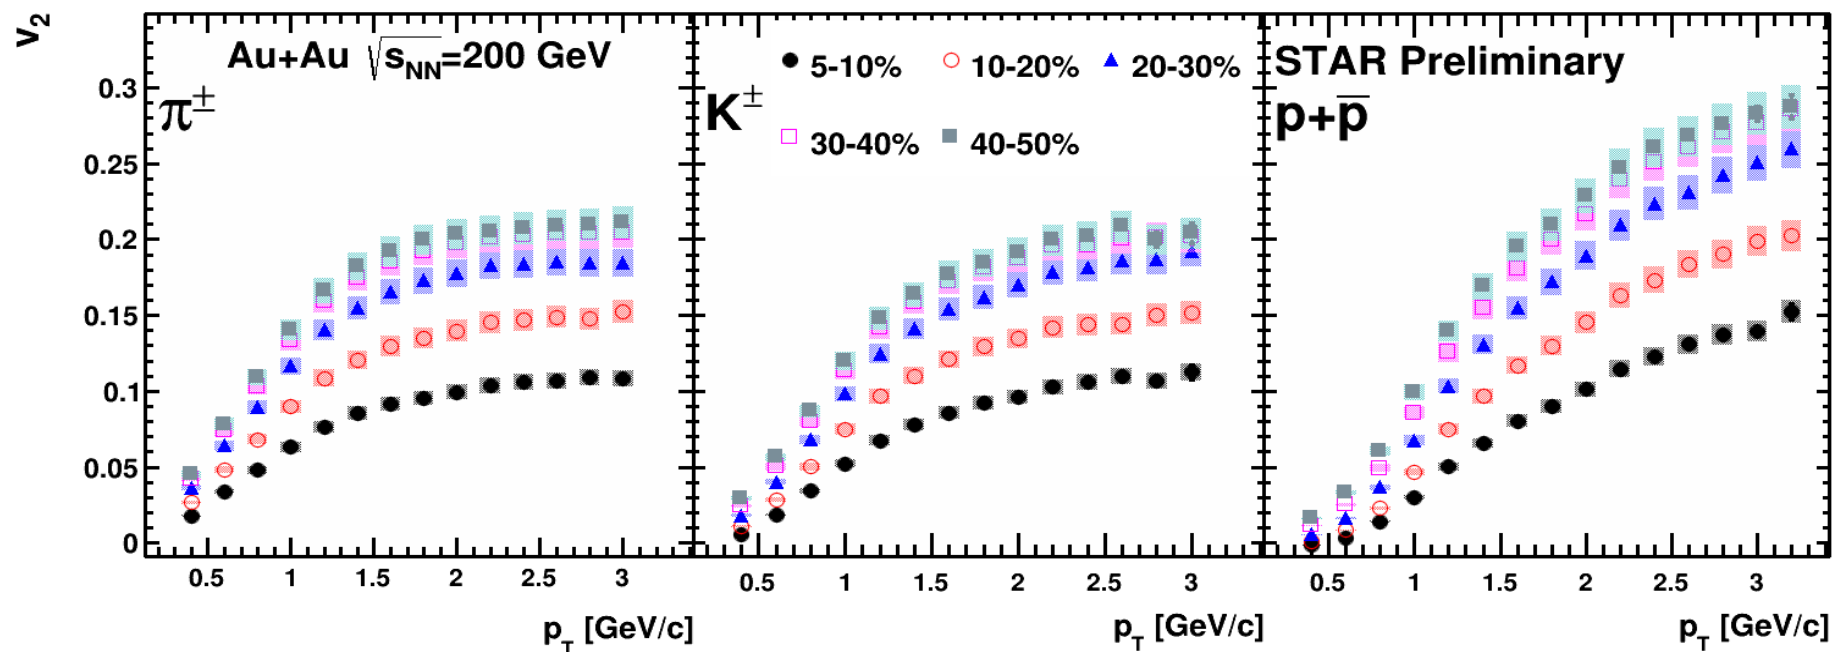 v2
Au+Au √sNN=200 GeV
π±
K±
5-10%
10-20%
20-30%
30-40%
40-50%
STAR Preliminary
p+p̅
0.3
0.25
0.2
0.15
0.1
0.05
0
0.5 1 1.5 2 2.5 3
0.5 1 1.5 2 2.5 3
0.5 1 1.5 2 2.5 3
pT [GeV/c]
pT [GeV/c]
pT [GeV/c]